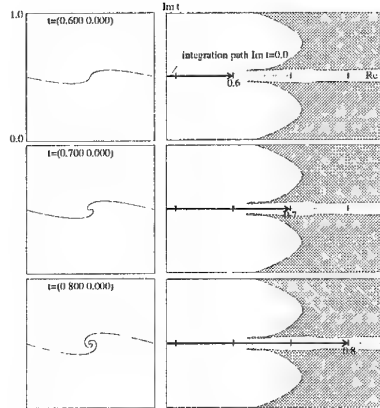 1.0
Im t
t=(0.600 0.000)
integration path Im t=0.0
Re
0.6
0.0
t=(0.700 0.000)
0.7
t=(0.800 0.000)
0.8